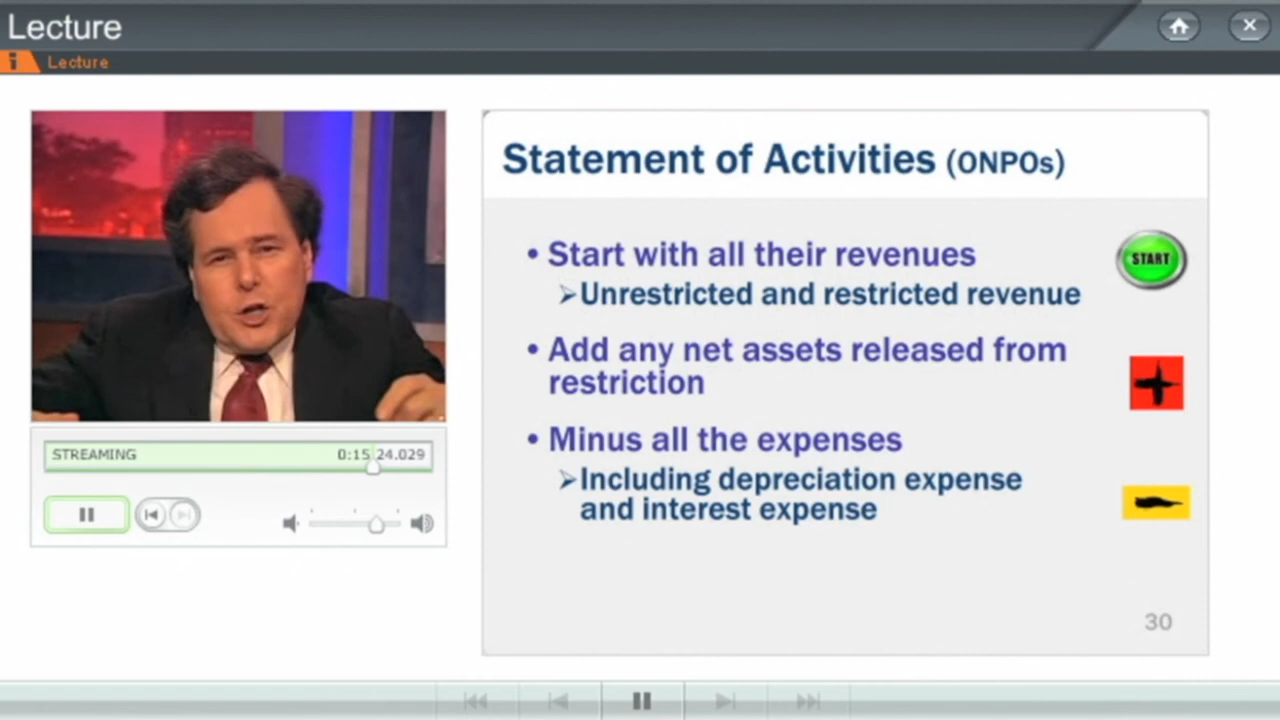 Lecture
i Lecture
STREAMING 0:15 24.029
Statement of Activities (ONPOs)
• Start with all their revenues
➢Unrestricted and restricted revenue
START
• Add any net assets released from
restriction
• Minus all the expenses
➢Including depreciation expense
and interest expense
30